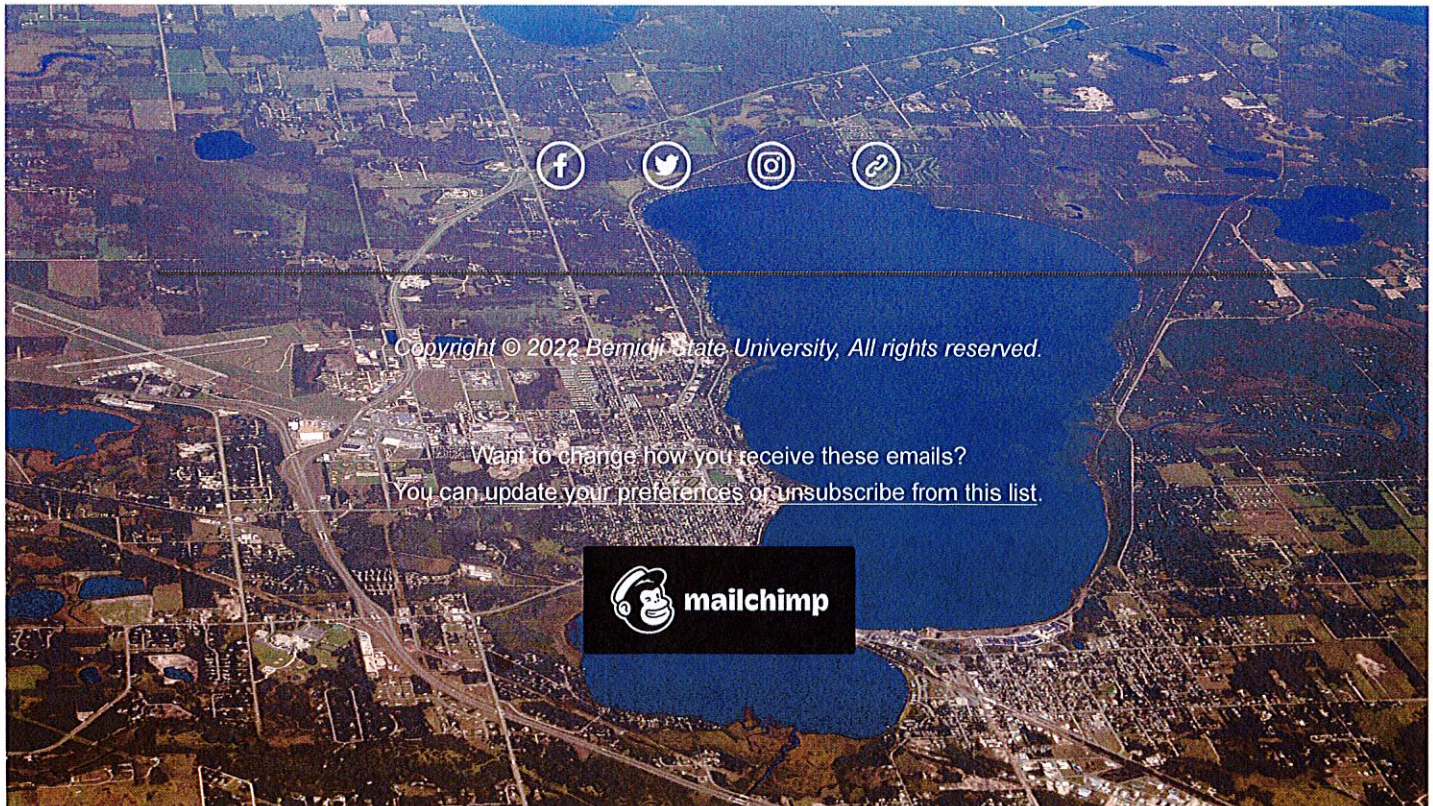 Copyright © 2022 Bemidji State University, All rights reserved.
Want to change how you receive these emails?
You can update your preferences or unsubscribe from this list.
mailchimp